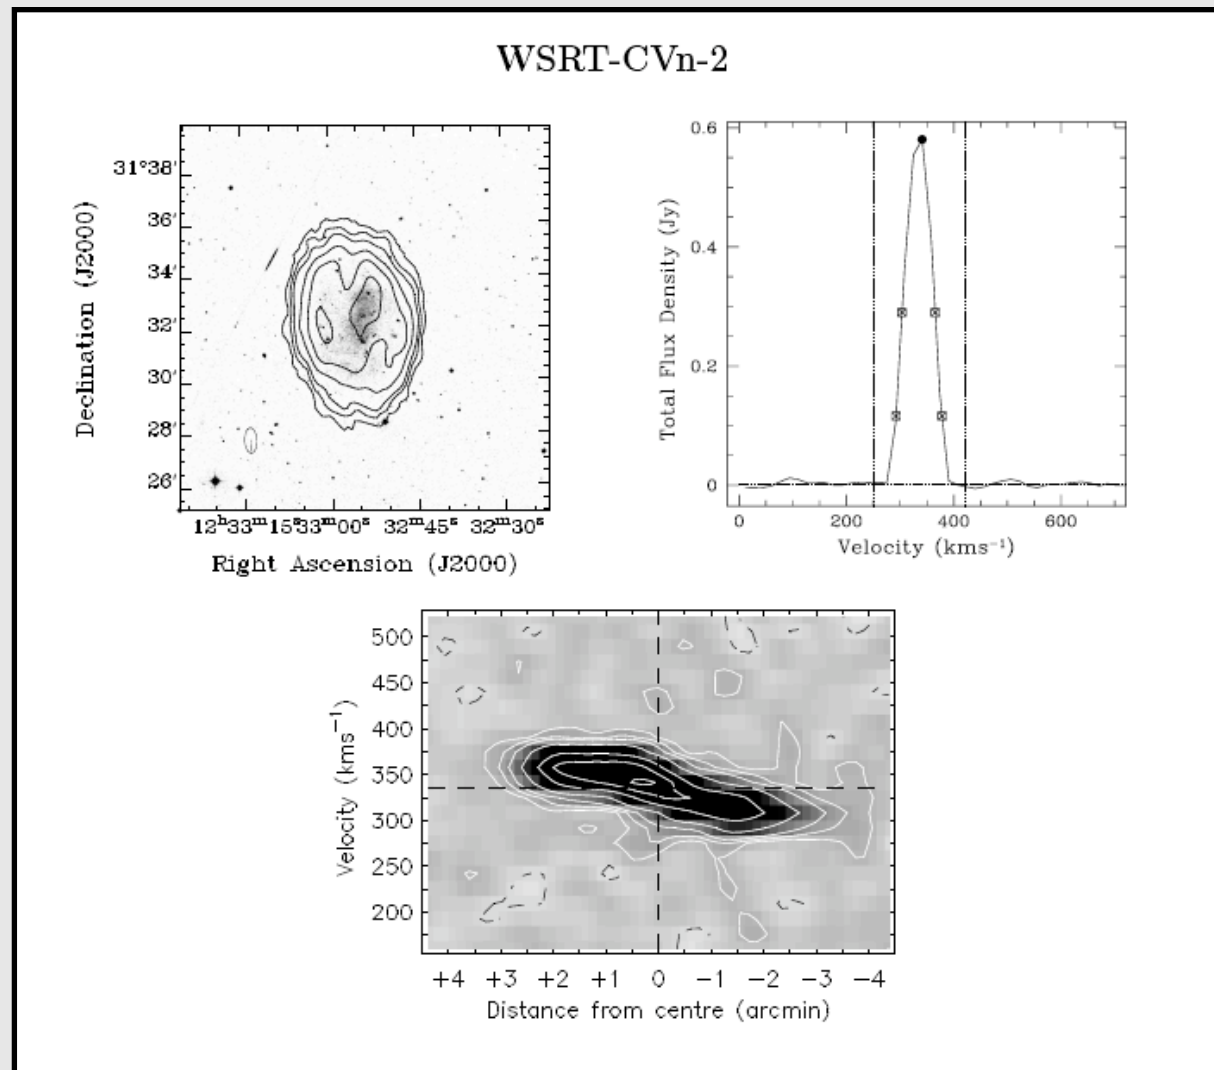 WSRT-CVn-2
31°38′
36′
34′
32′
30′
28′
26′
Declination (J2000)
12ʰ33ᵐ15ˢ33ᵐ00ˢ 32ᵐ45ˢ 32ᵐ30ˢ
Right Ascension (J2000)
0.6
0.4
0.2
0
Total Flux Density (Jy)
0 200 400 600
Velocity (kms⁻¹)
500
450
400
350
300
250
200
Velocity (kms⁻¹)
+4 +3 +2 +1 0 −1 −2 −3 −4
Distance from centre (arcmin)